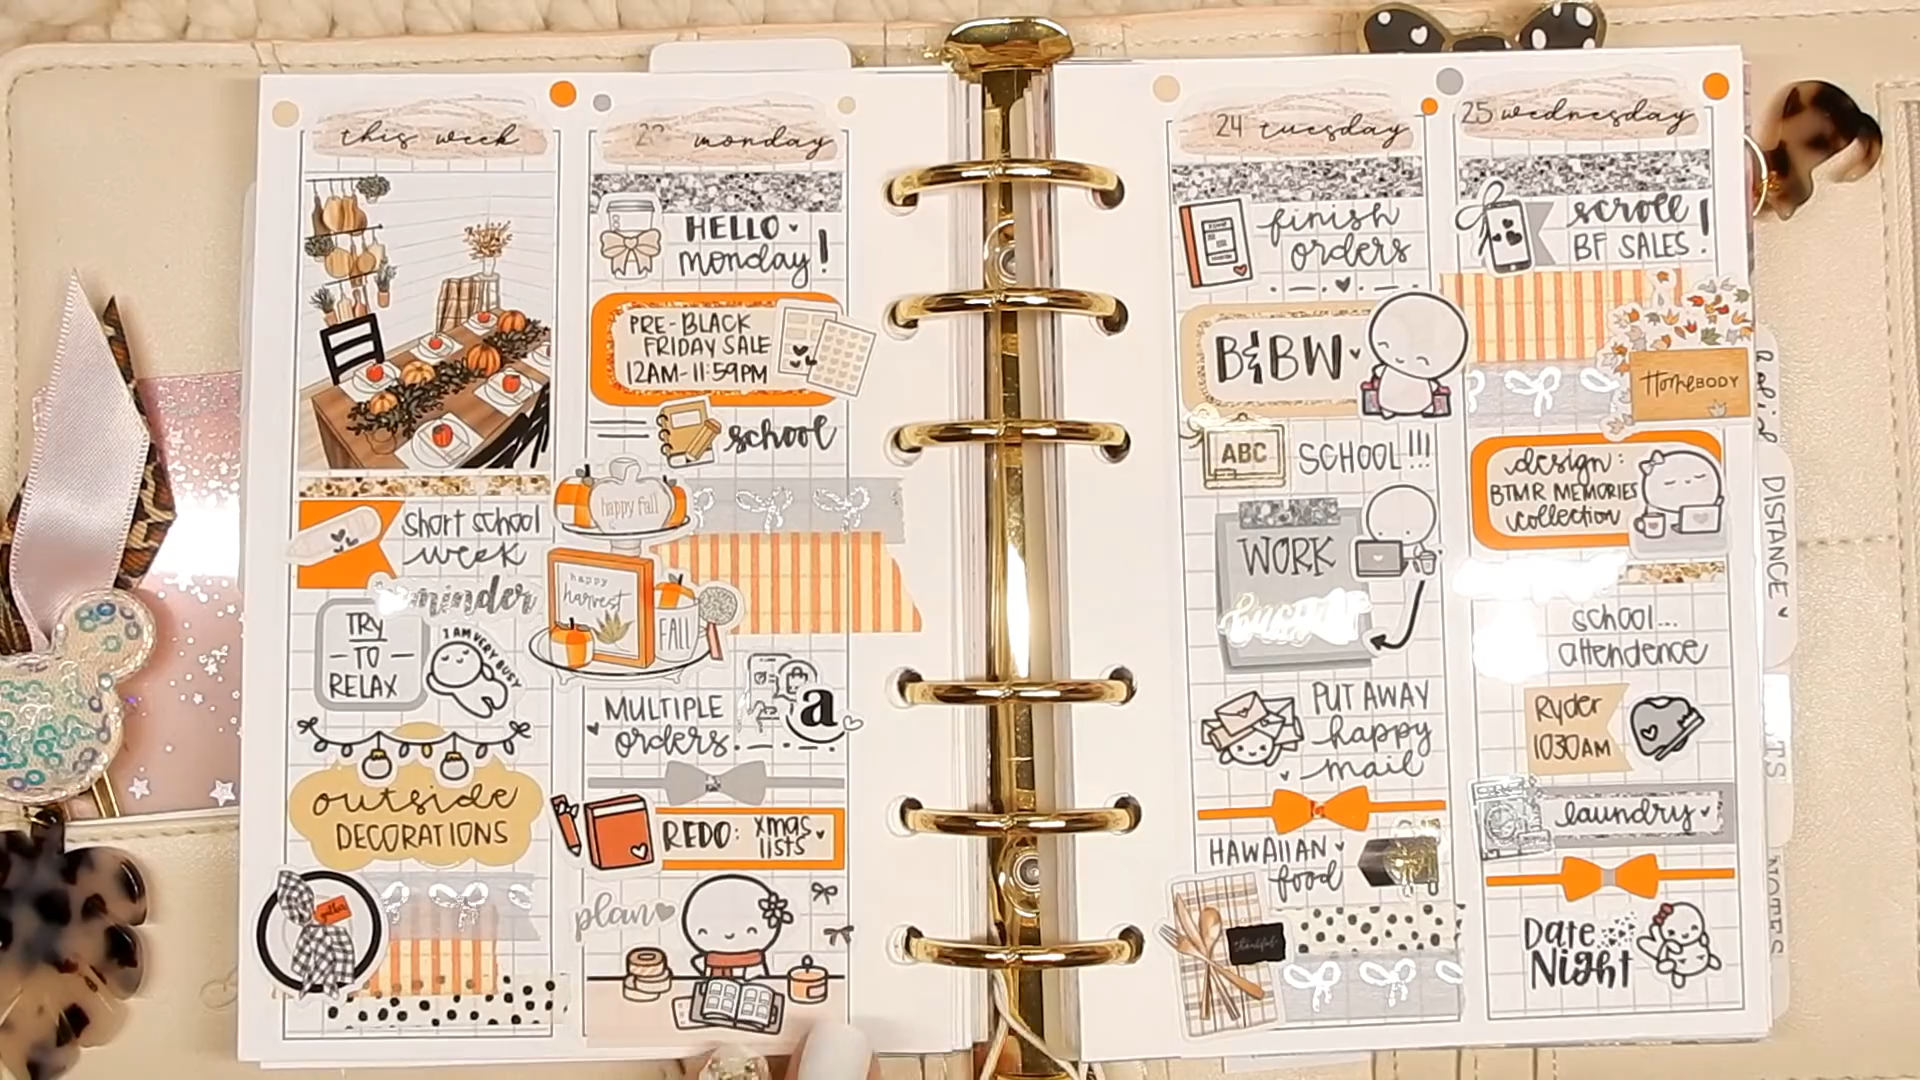 this week
short school
week
reminder
TRY
TO
RELAX
I AM VERY BUSY
outside
DECORATIONS
gather
monday
HELLO
monday!
PRE-BLACK
FRIDAY SALE
12AM-11:59PM
school
happy fall
happy
harvest
FALL
MULTIPLE
orders
a
REDO: xmas
lists
plan
24 tuesday
finish
orders
B&BW
ABC
SCHOOL!!!
WORK
PUT AWAY
happy
mail
HAWAIIAN
food
thankful
25 wednesday
scroll
BF SALES!
HomeBODY
design:
BTMR MEMORIES
collection
school...
attendence
Ryder
1030AM
laundry
Date
Night
DISTANCE
NOTES